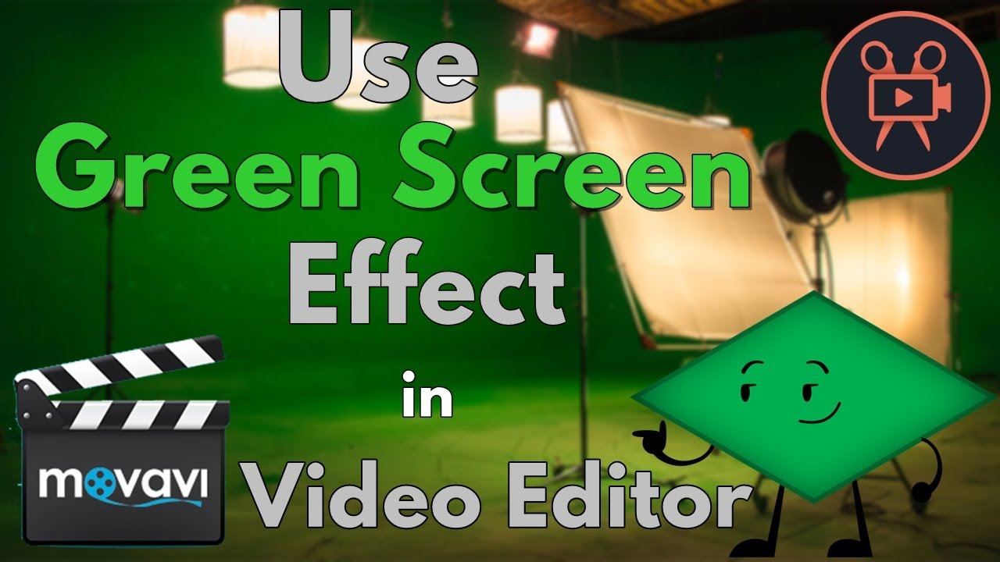 Use
Green Screen
Effect
in
movavi
Video Editor